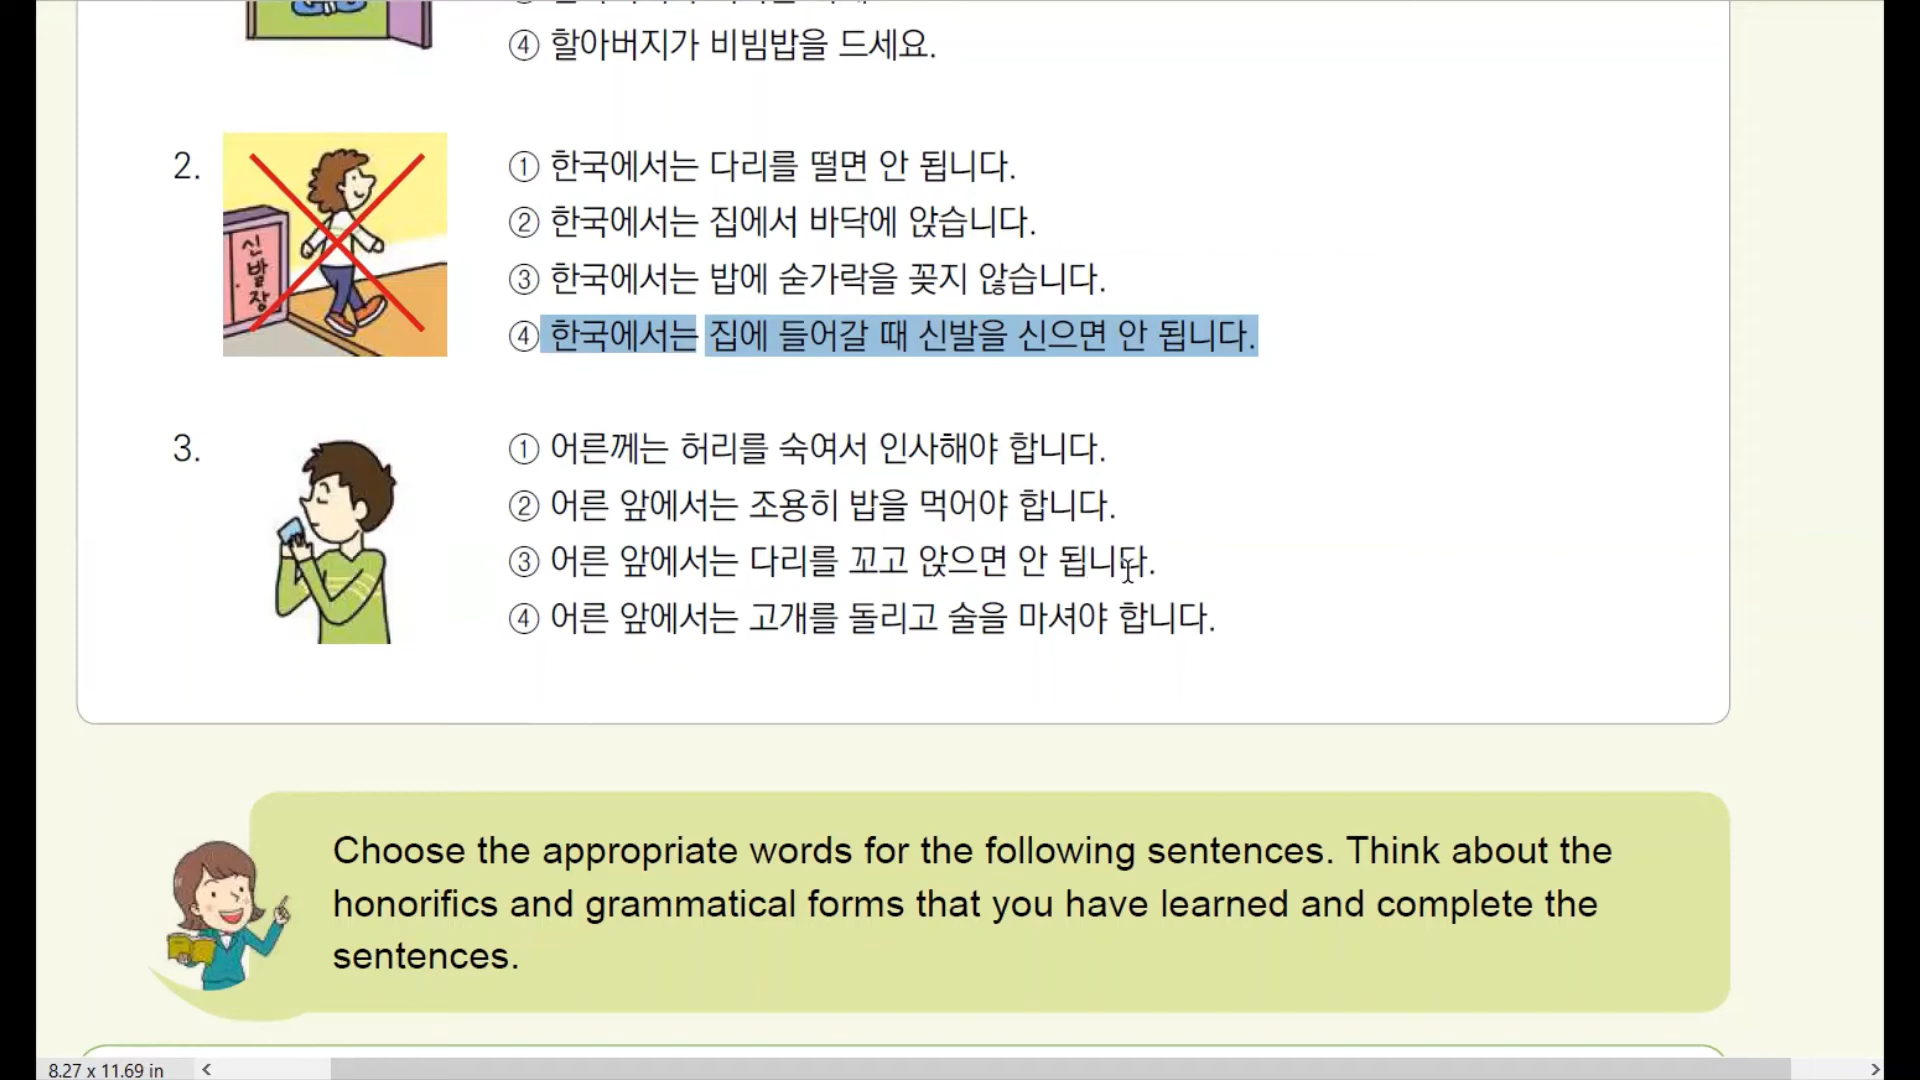 ④ 할아버지가 비빔밥을 드세요.
2.
신발장
① 한국에서는 다리를 떨면 안 됩니다.
② 한국에서는 집에서 바닥에 앉습니다.
③ 한국에서는 밥에 숟가락을 꽂지 않습니다.
④ 한국에서는 집에 들어갈 때 신발을 신으면 안 됩니다.
3.
① 어른께는 허리를 숙여서 인사해야 합니다.
② 어른 앞에서는 조용히 밥을 먹어야 합니다.
③ 어른 앞에서는 다리를 꼬고 앉으면 안 됩니다.
④ 어른 앞에서는 고개를 돌리고 술을 마셔야 합니다.
Choose the appropriate words for the following sentences. Think about the
honorifics and grammatical forms that you have learned and complete the
sentences.
8.27 x 11.69 in